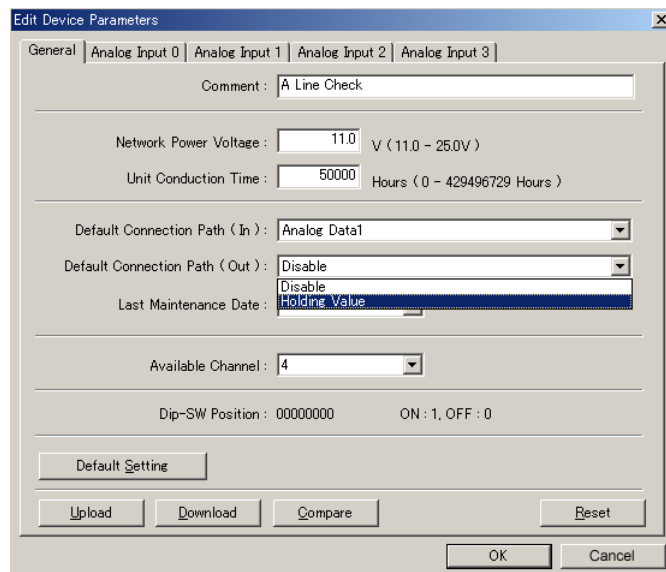 Edit Device Parameters
General Analog Input 0 Analog Input 1 Analog Input 2 Analog Input 3
Comment : A Line Check
Network Power Voltage : 11.0 V ( 11.0 - 25.0V )
Unit Conduction Time : 50000 Hours ( 0 - 429496729 Hours )
Default Connection Path ( In ) : Analog Data1
Default Connection Path ( Out ) : Disable
Disable
Holding Value
Last Maintenance Date :
Available Channel : 4
Dip-SW Position : 00000000 ON : 1, OFF : 0
Default Setting
Upload Download Compare Reset
OK Cancel